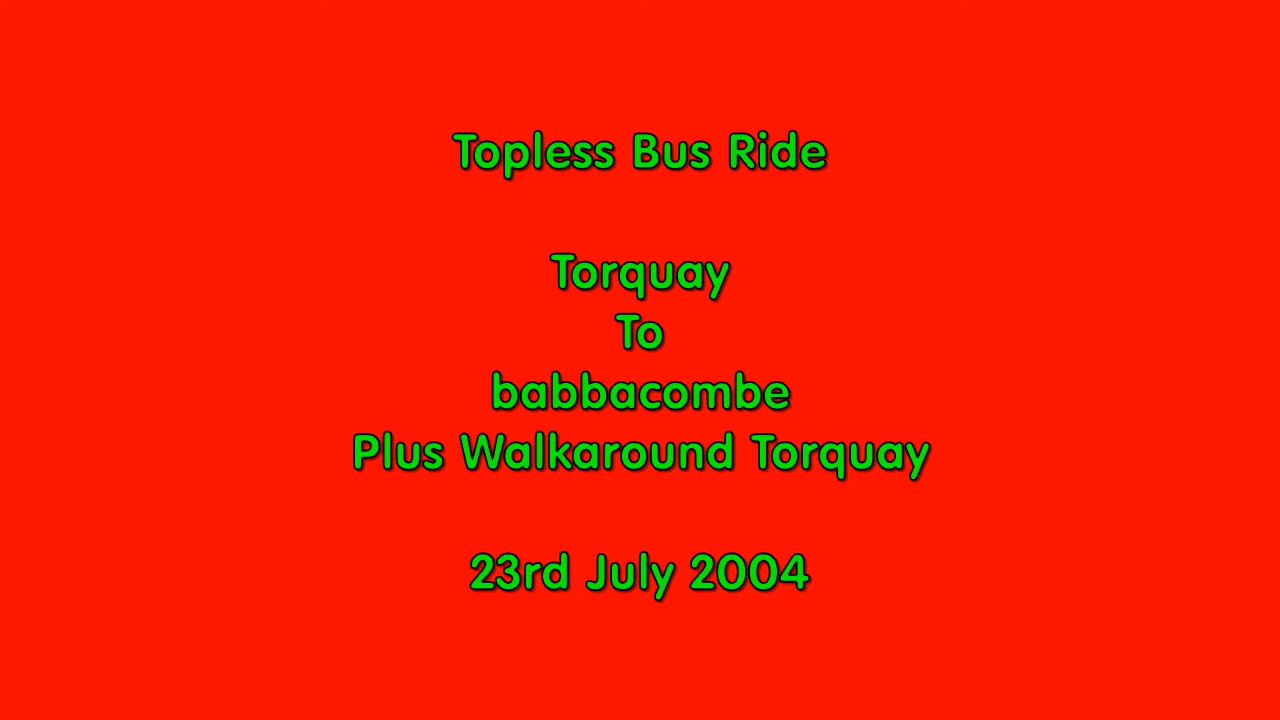 Topless Bus Ride
Torquay
To
babbacombe
Plus Walkaround Torquay
23rd July 2004